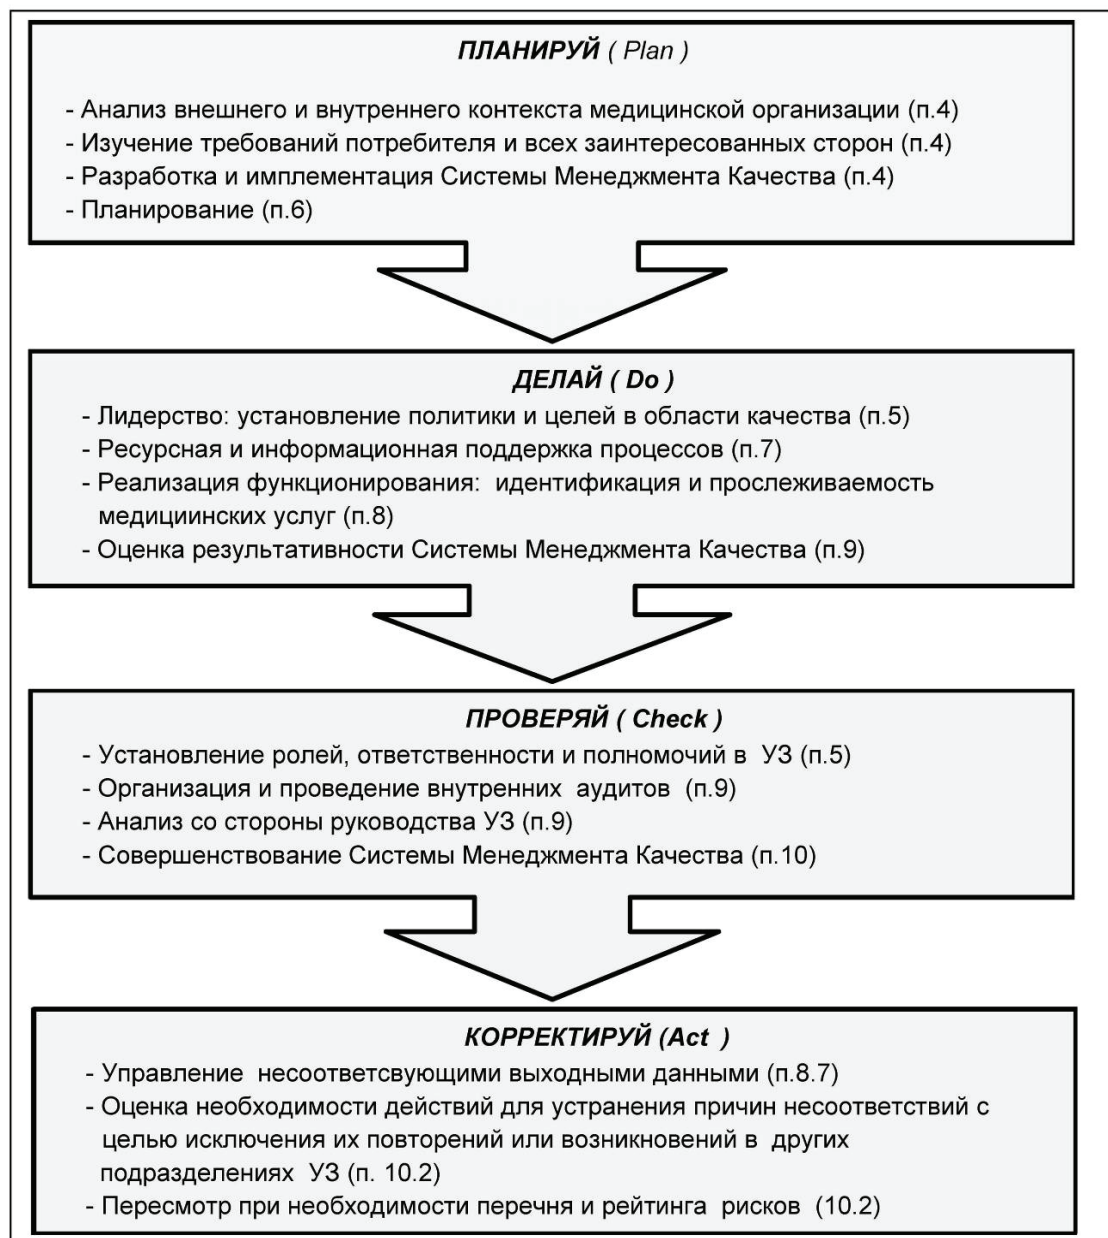 ПЛАНИРУЙ ( Plan )
- Анализ внешнего и внутреннего контекста медицинской организации (п.4)
- Изучение требований потребителя и всех заинтересованных сторон (п.4)
- Разработка и имплементация Системы Менеджмента Качества (п.4)
- Планирование (п.6)
ДЕЛАЙ ( Do )
- Лидерство: установление политики и целей в области качества (п.5)
- Ресурсная и информационная поддержка процессов (п.7)
- Реализация функционирования: идентификация и прослеживаемость
медициинских услуг (п.8)
- Оценка результативности Системы Менеджмента Качества (п.9)
ПРОВЕРЯЙ ( Check )
- Установление ролей, ответственности и полномочий в УЗ (п.5)
- Организация и проведение внутренних аудитов (п.9)
- Анализ со стороны руководства УЗ (п.9)
- Совершенствование Системы Менеджмента Качества (п.10)
КОРРЕКТИРУЙ (Act )
- Управление несоответсвующими выходными данными (п.8.7)
- Оценка необходимости действий для устранения причин несоответствий с
целью исключения их повторений или возникновений в других
подразделениях УЗ (п. 10.2)
- Пересмотр при необходимости перечня и рейтинга рисков (10.2)